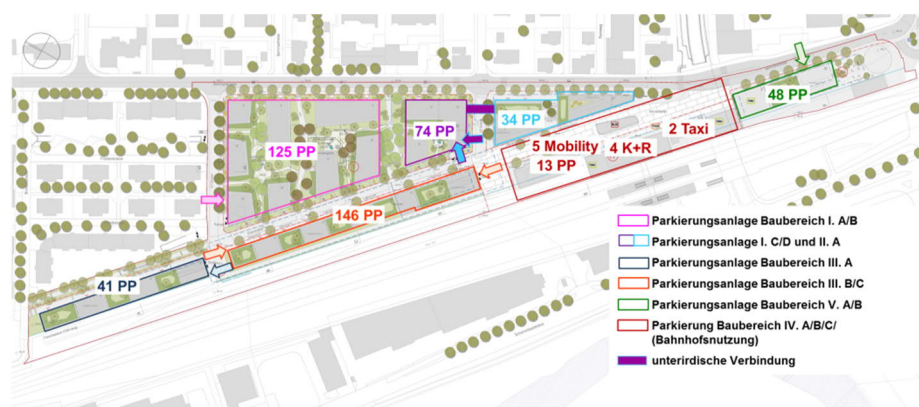 48 PP
34 PP
74 PP
2 Taxi
5 Mobility
4 K+R
13 PP
125 PP
146 PP
41 PP
Parkierungsanlage Baubereich I. A/B
Parkierungsanlage I. C/D und II. A
Parkierungsanlage Baubereich III. A
Parkierungsanlage Baubereich III. B/C
Parkierungsanlage Baubereich V. A/B
Parkierung Baubereich IV. A/B/C/
(Bahnhofsnutzung)
unterirdische Verbindung